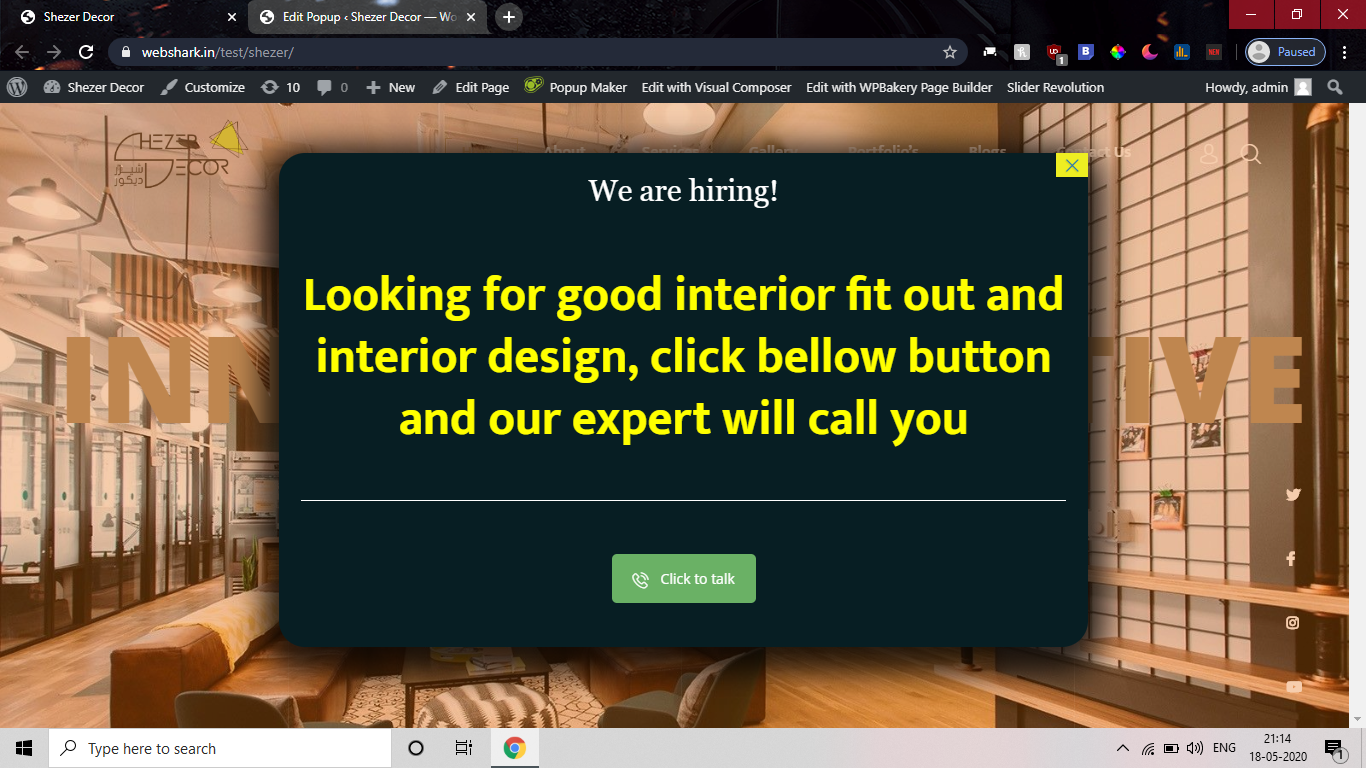 Shezer Decor
Edit Popup ‹ Shezer Decor — Wo
webshark.in/test/shezer/
1
B
NEW
Paused
Shezer Decor
Customize
10
0
New
Edit Page
Popup Maker
Edit with Visual Composer
Edit with WPBakery Page Builder
Slider Revolution
Howdy, admin
SHEZER
DECOR
شيزر
ديكور
About
Services
Gallery
Portfolio's
Blogs
Contact Us
We are hiring!
Looking for good interior fit out and
interior design, click bellow button
and our expert will call you
INN
TIVE
Click to talk
Type here to search
ENG
21:14
18-05-2020
1